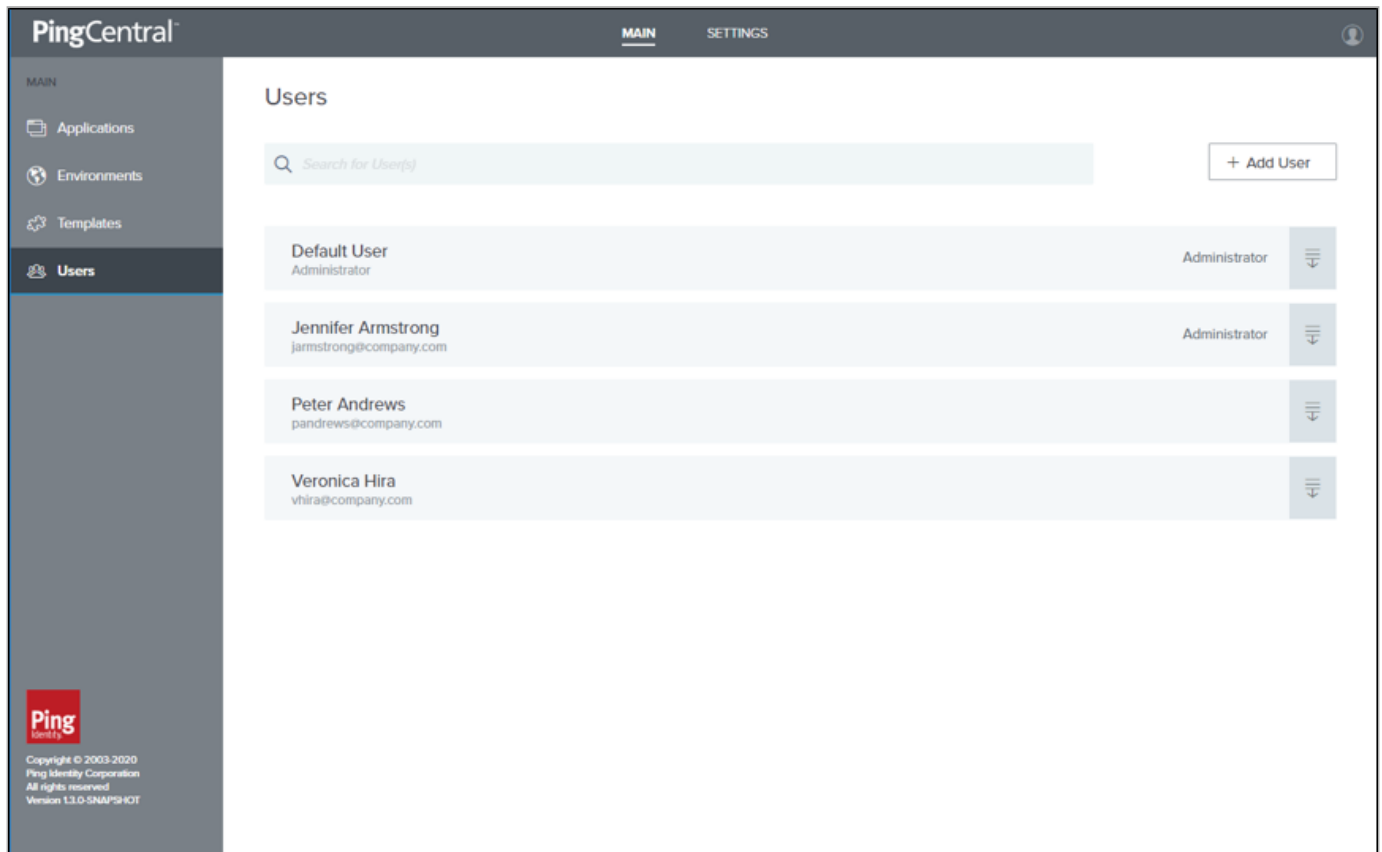 PingCentral™
MAIN
SETTINGS
MAIN
Applications
Environments
Templates
Users
Users
Search for User(s)
+ Add User
Default User
Administrator
Administrator
Jennifer Armstrong
jarmstrong@company.com
Administrator
Peter Andrews
pandrews@company.com
Veronica Hira
vhira@company.com
Ping
Identity
Copyright © 2003-2020
Ping Identity Corporation
All rights reserved
Version 1.3.0-SNAPSHOT